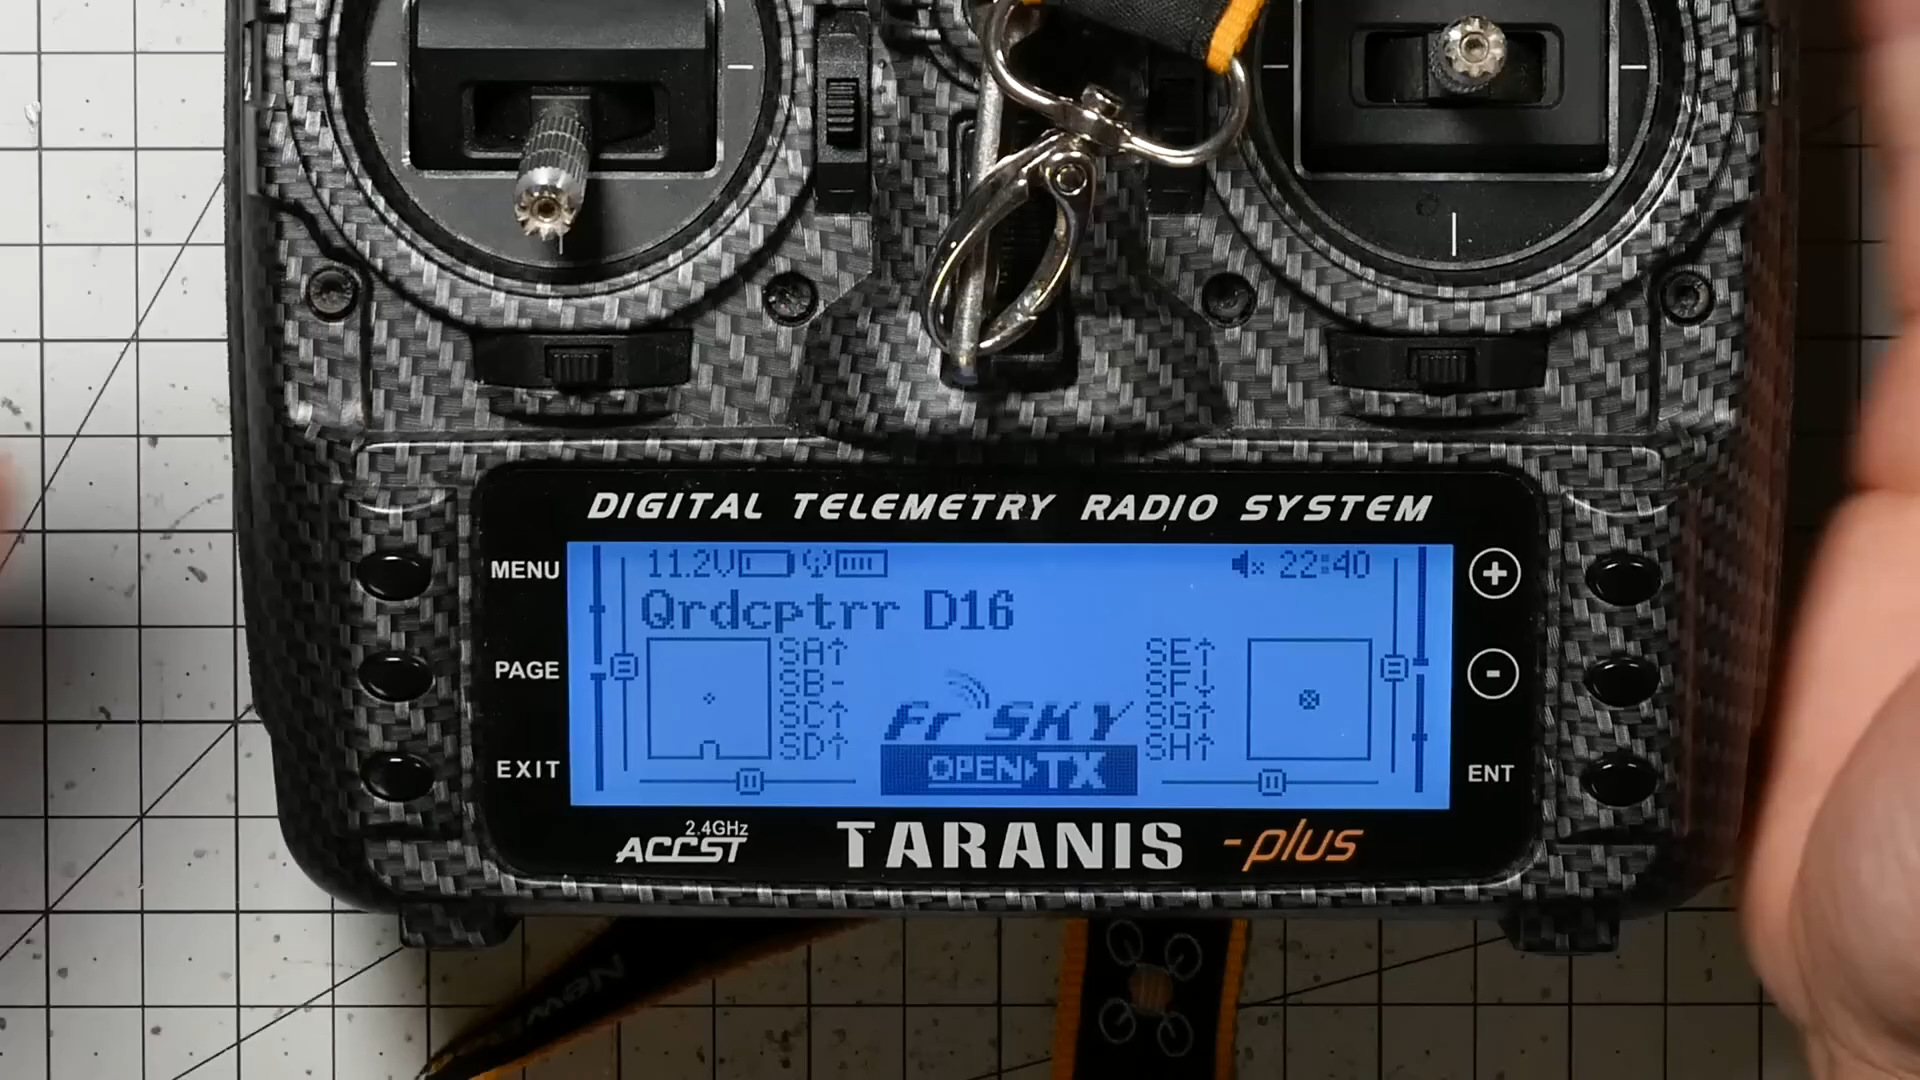 DIGITAL TELEMETRY RADIO SYSTEM
MENU
PAGE
EXIT
11.2V
22:40
Qrdcptrr D16
SA↑
SB-
SC↑
SD↑
FrSKY
OPEN TX
SE↑
SF↓
SG↑
SH↑
+
-
ENT
2.4GHz
ACCST
TARANIS -plus
New